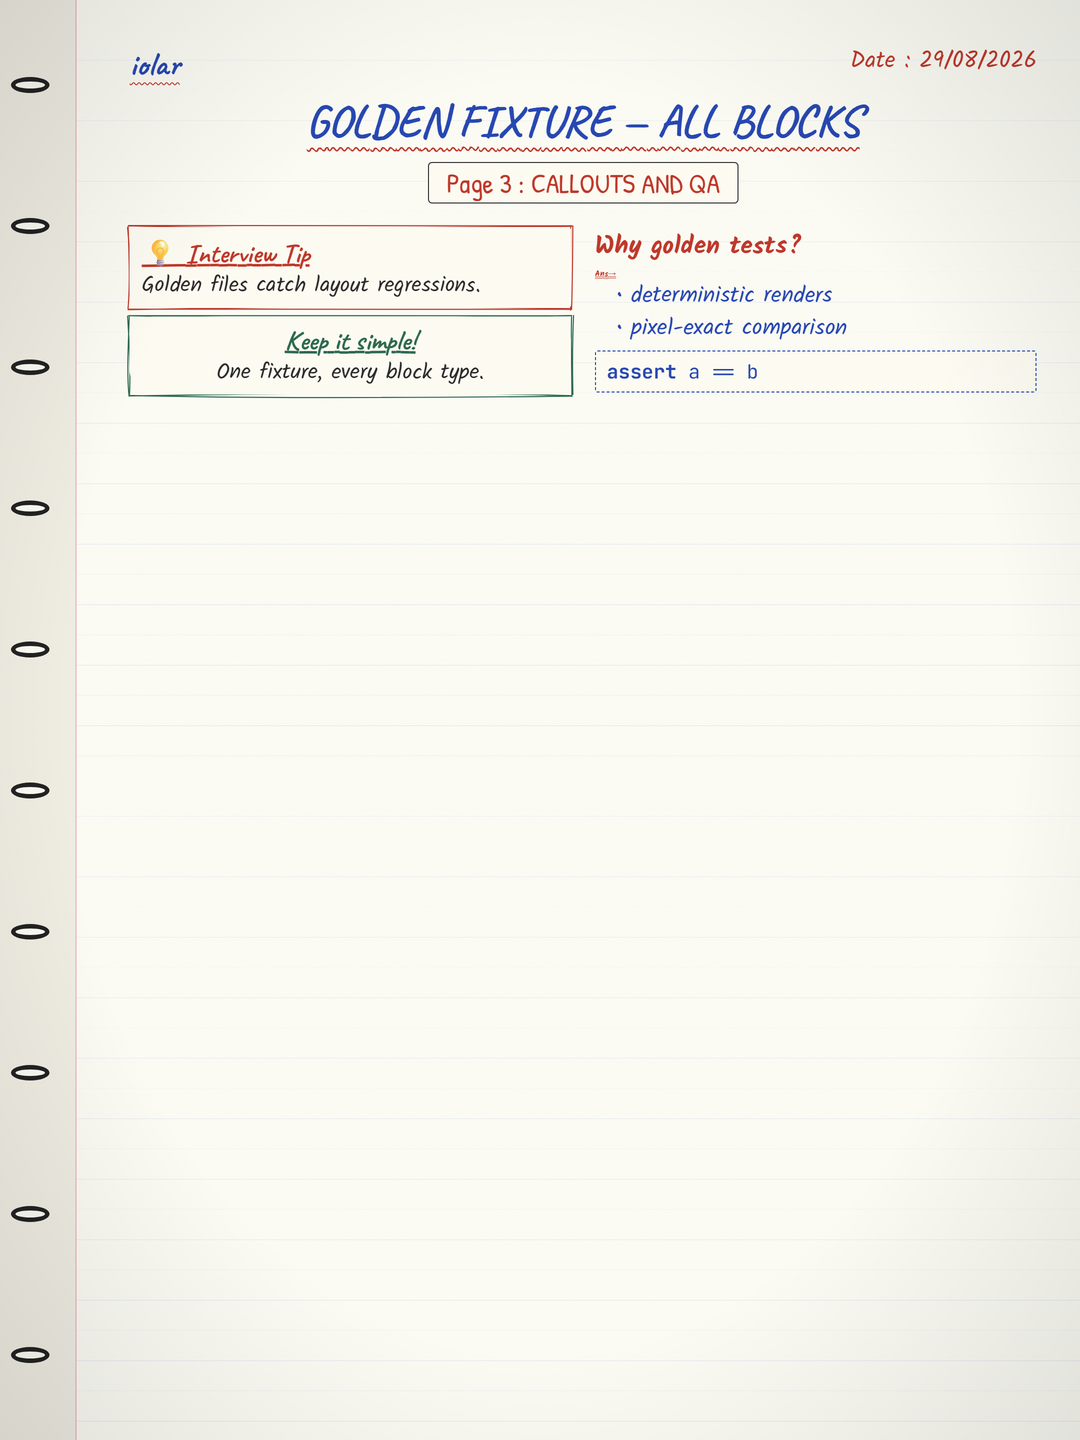 iolar
Date : 29/08/2026
GOLDEN FIXTURE – ALL BLOCKS
Page 3 : CALLOUTS AND QA
💡 Interview Tip
Golden files catch layout regressions.
Keep it simple!
One fixture, every block type.
Why golden tests?
Ans→
• deterministic renders
• pixel-exact comparison
assert a == b